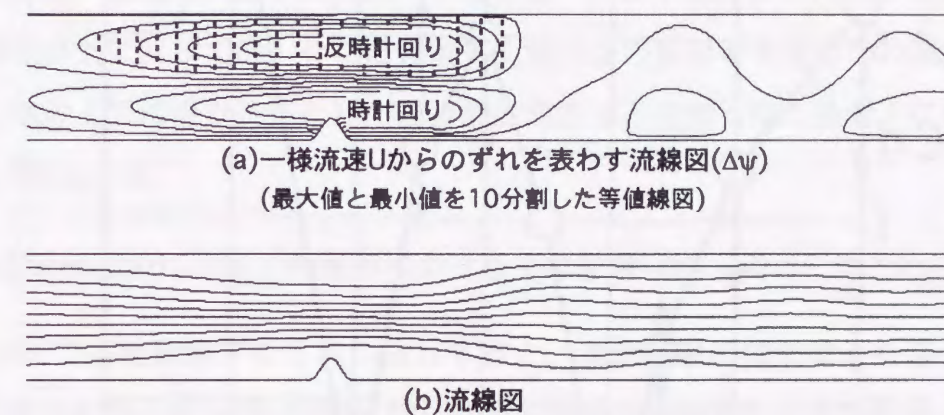 反時計回り
時計回り
(a)一様流速Uからのずれを表わす流線図(Δψ)
(最大値と最小値を10分割した等値線図)
(b)流線図